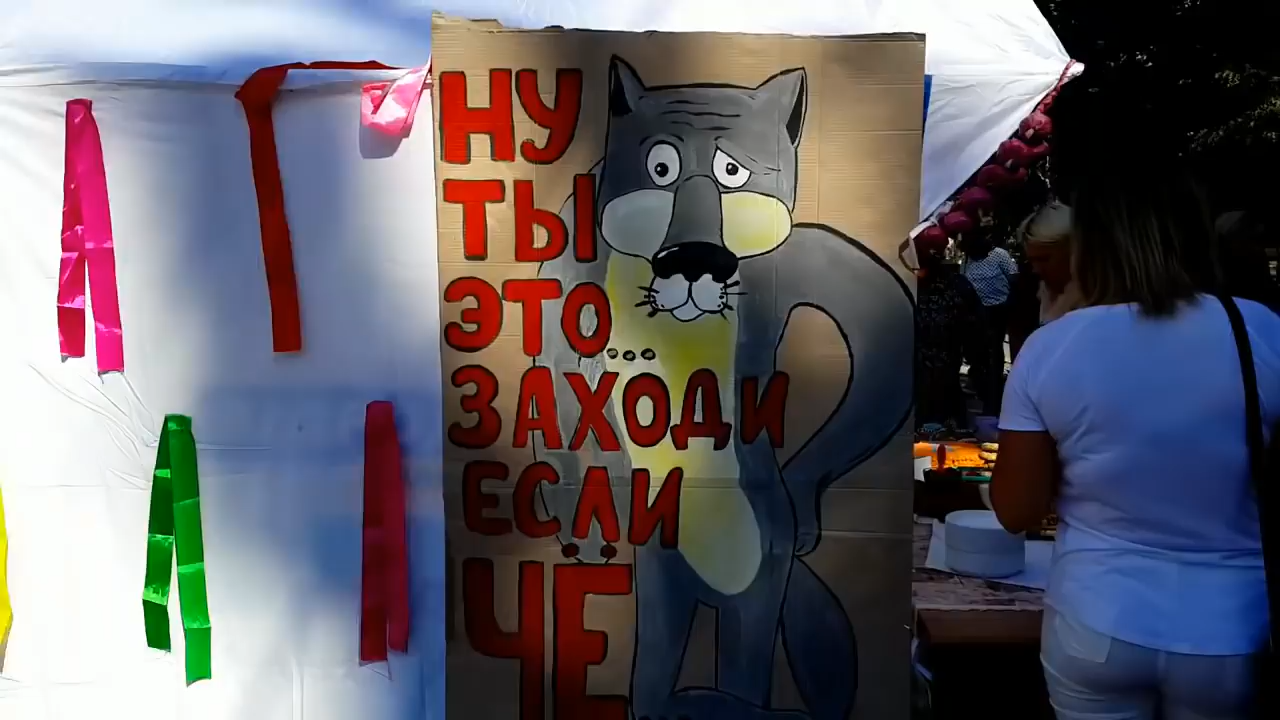 НУ
ТЫ
ЭТО...
ЗАХОДИ
ЕСЛИ
ЧЁ...